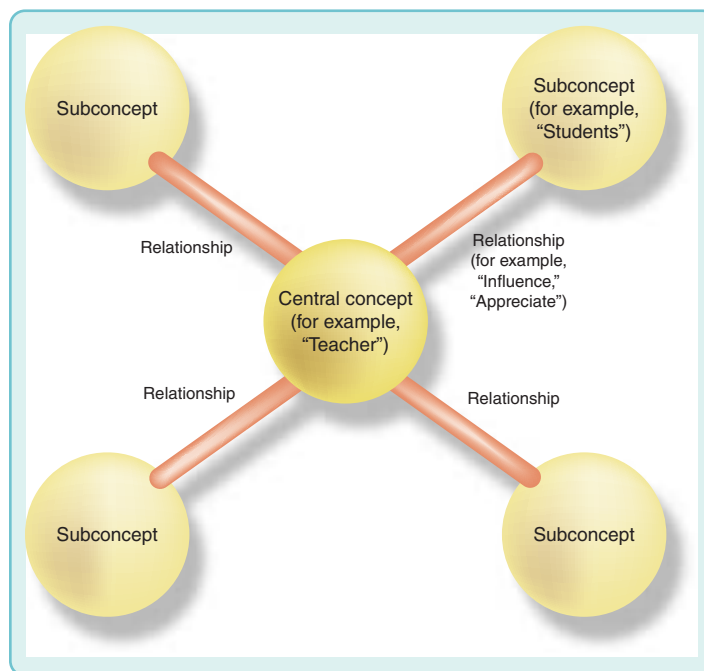 Subconcept
Subconcept
(for example,
“Students”)
Relationship
Relationship
(for example,
“Influence,”
“Appreciate”)
Central concept
(for example,
“Teacher”)
Relationship
Relationship
Subconcept
Subconcept